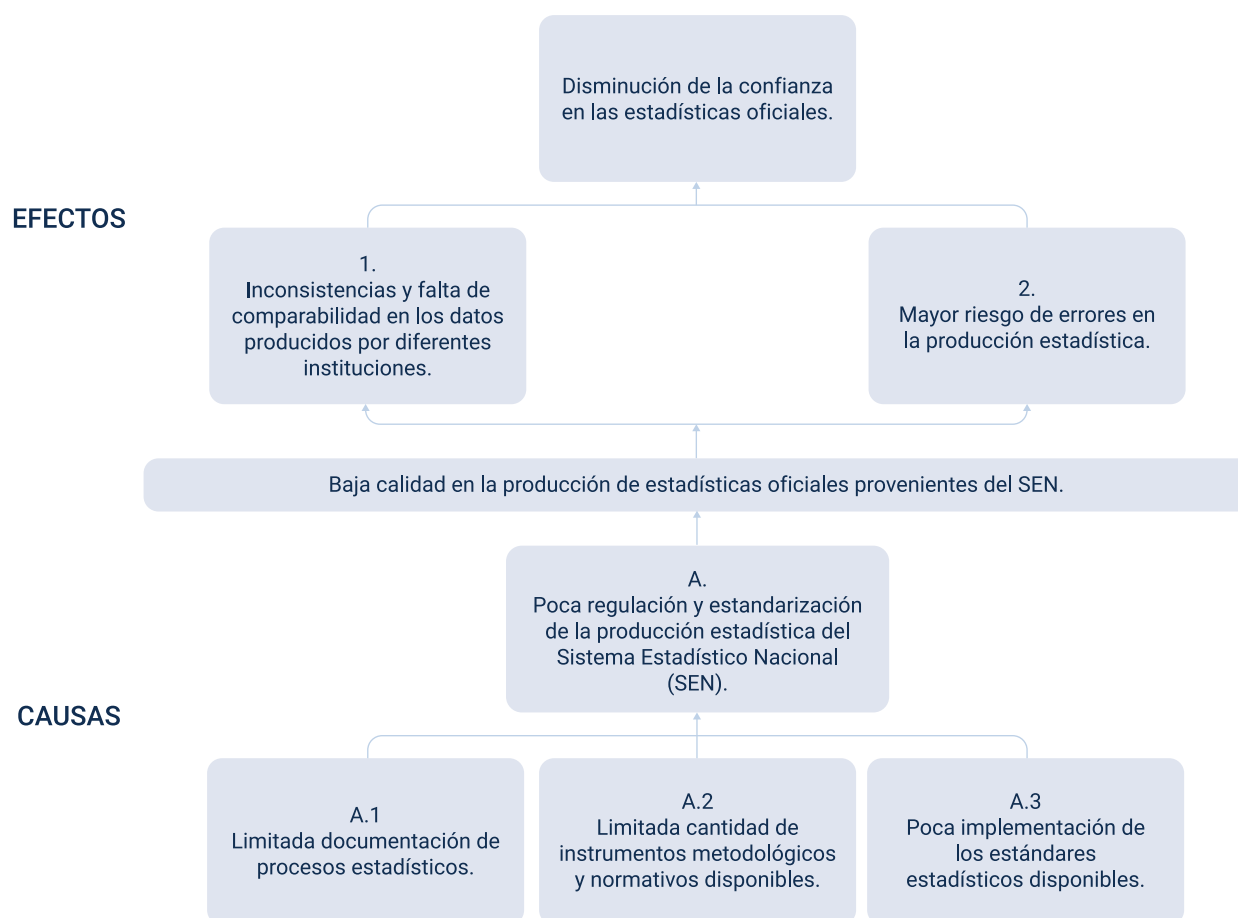 Disminución de la confianza
en las estadísticas oficiales.
EFECTOS
1.
Inconsistencias y falta de
comparabilidad en los datos
producidos por diferentes
instituciones.
2.
Mayor riesgo de errores en
la producción estadística.
Baja calidad en la producción de estadísticas oficiales provenientes del SEN.
A.
Poca regulación y estandarización
de la producción estadística del
Sistema Estadístico Nacional
(SEN).
CAUSAS
A.1
Limitada documentación de
procesos estadísticos.
A.2
Limitada cantidad de
instrumentos metodológicos
y normativos disponibles.
A.3
Poca implementación de
los estándares
estadísticos disponibles.